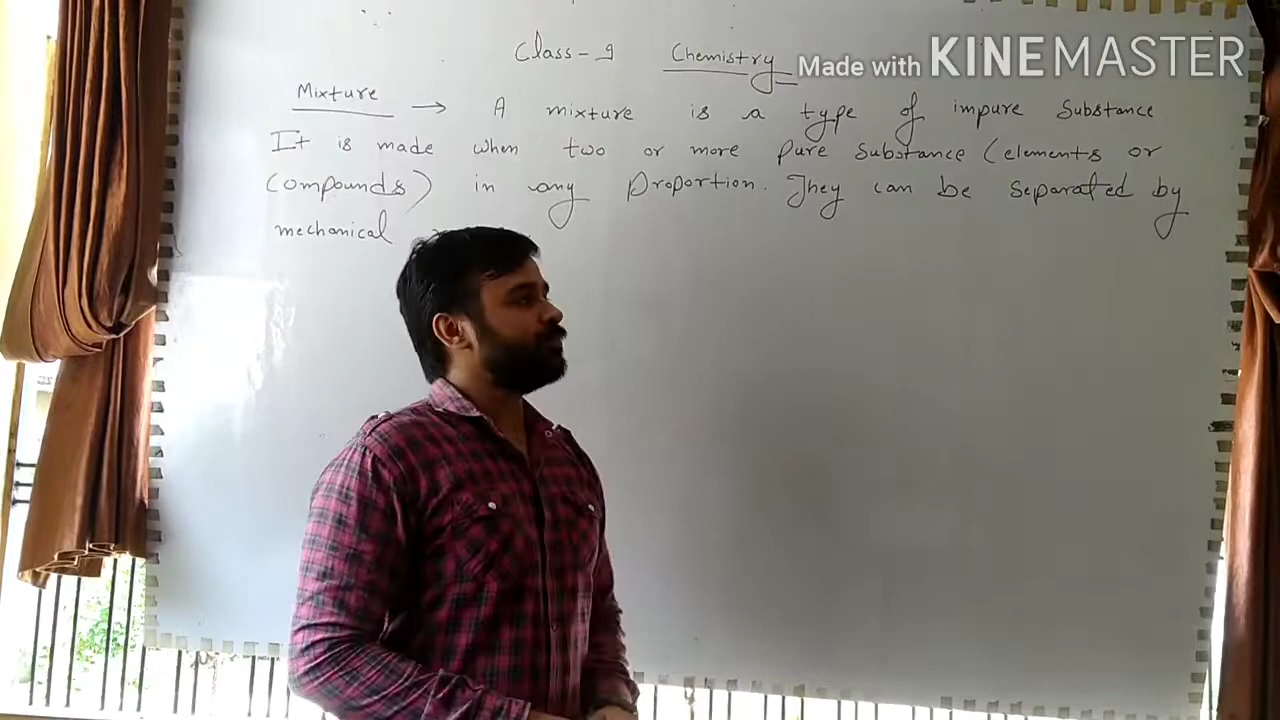 Class-9 Chemistry
Made with KINEMASTER
Mixture → A mixture is a type of impure Substance
It is made when two or more pure substance (elements or
Compounds) in any Proportion. They can be separated by
mechanical